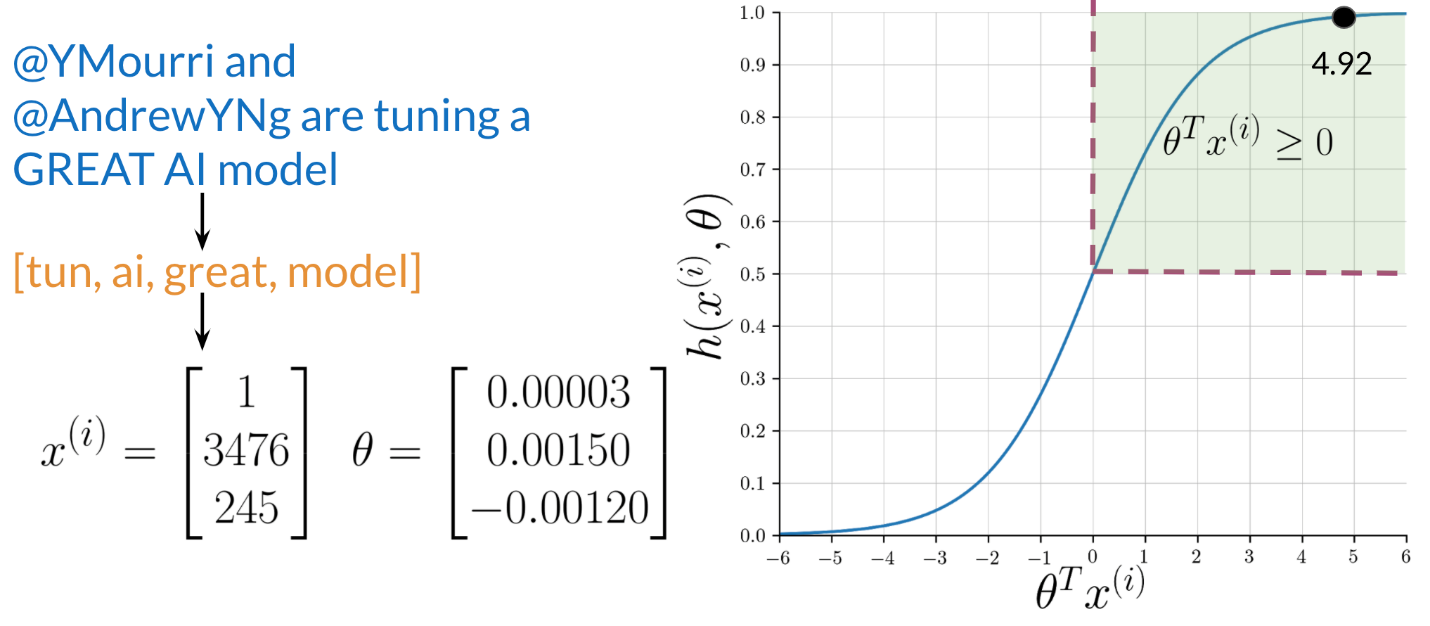 @YMourri and
@AndrewYNg are tuning a
GREAT AI model
[tun, ai, great, model]
x^(i) = [1 3476 245] θ = [0.00003 0.00150 −0.00120]
h(x^(i), θ)
1.0
0.9
0.8
0.7
0.6
0.5
0.4
0.3
0.2
0.1
0.0
4.92
θ^T x^(i) ≥ 0
−6 −5 −4 −3 −2 −1 0 1 2 3 4 5 6
θ^T x^(i)